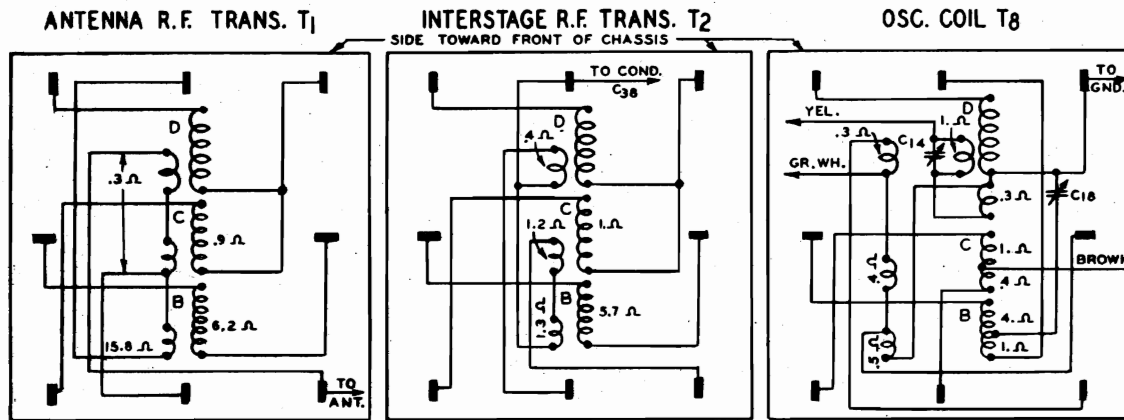 ANTENNA R.F. TRANS. T1
INTERSTAGE R.F. TRANS. T2
OSC. COIL T8
SIDE TOWARD FRONT OF CHASSIS
D
.3 Ω
C
.9 Ω
B
6.2 Ω
15.8 Ω
TO
ANT.
TO COND.
C38
D
.4 Ω
C
1.2 Ω
1. Ω
B
5.7 Ω
1.3 Ω
TO
GND.
D
YEL.
.3 Ω
C14
1. Ω
GR. WH.
.3 Ω
C18
C
1. Ω
BROWN
.4 Ω
.4 Ω
B
4. Ω
.5 Ω
1. Ω